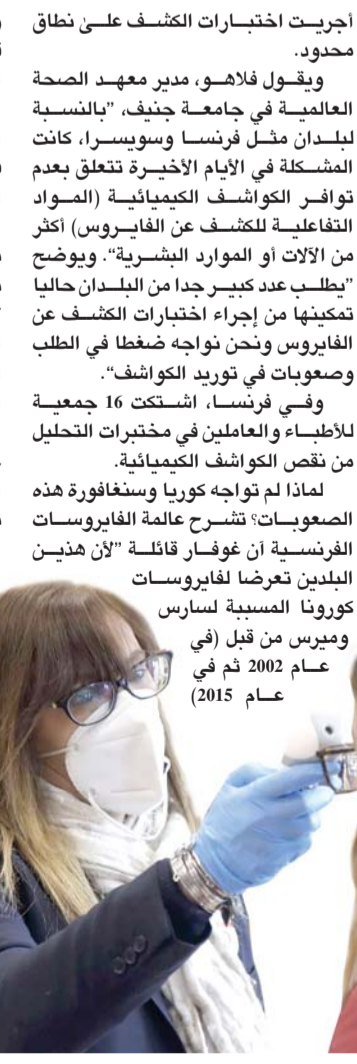 أجريت اختبارات الكشف على نطاق
محدود.
ويقول فلاهو، مدير معهد الصحة
العالمية في جامعة جنيف، ”بالنسبة
لبلدان مثل فرنسا وسويسرا، كانت
المشكلة في الأيام الأخيرة تتعلق بعدم
توافر الكواشف الكيميائية (المواد
التفاعلية للكشف عن الفايروس) أكثر
من الآلات أو الموارد البشرية“. ويوضح
”يطلب عدد كبير جدا من البلدان حاليا
تمكينها من إجراء اختبارات الكشف عن
الفايروس ونحن نواجه ضغطا في الطلب
وصعوبات في توريد الكواشف“.
وفي فرنسا، اشتكت 16 جمعية
للأطباء والعاملين في مختبرات التحليل
من نقص الكواشف الكيميائية.
لماذا لم تواجه كوريا وسنغافورة هذه
الصعوبات؟ تشرح عالمة الفايروسات
الفرنسية آن غوفار قائلة ”لأن هذين
البلدين تعرضا لفايروسات
كورونا المسببة لسارس
وميرس من قبل (في
عام 2002 ثم في
عام 2015)